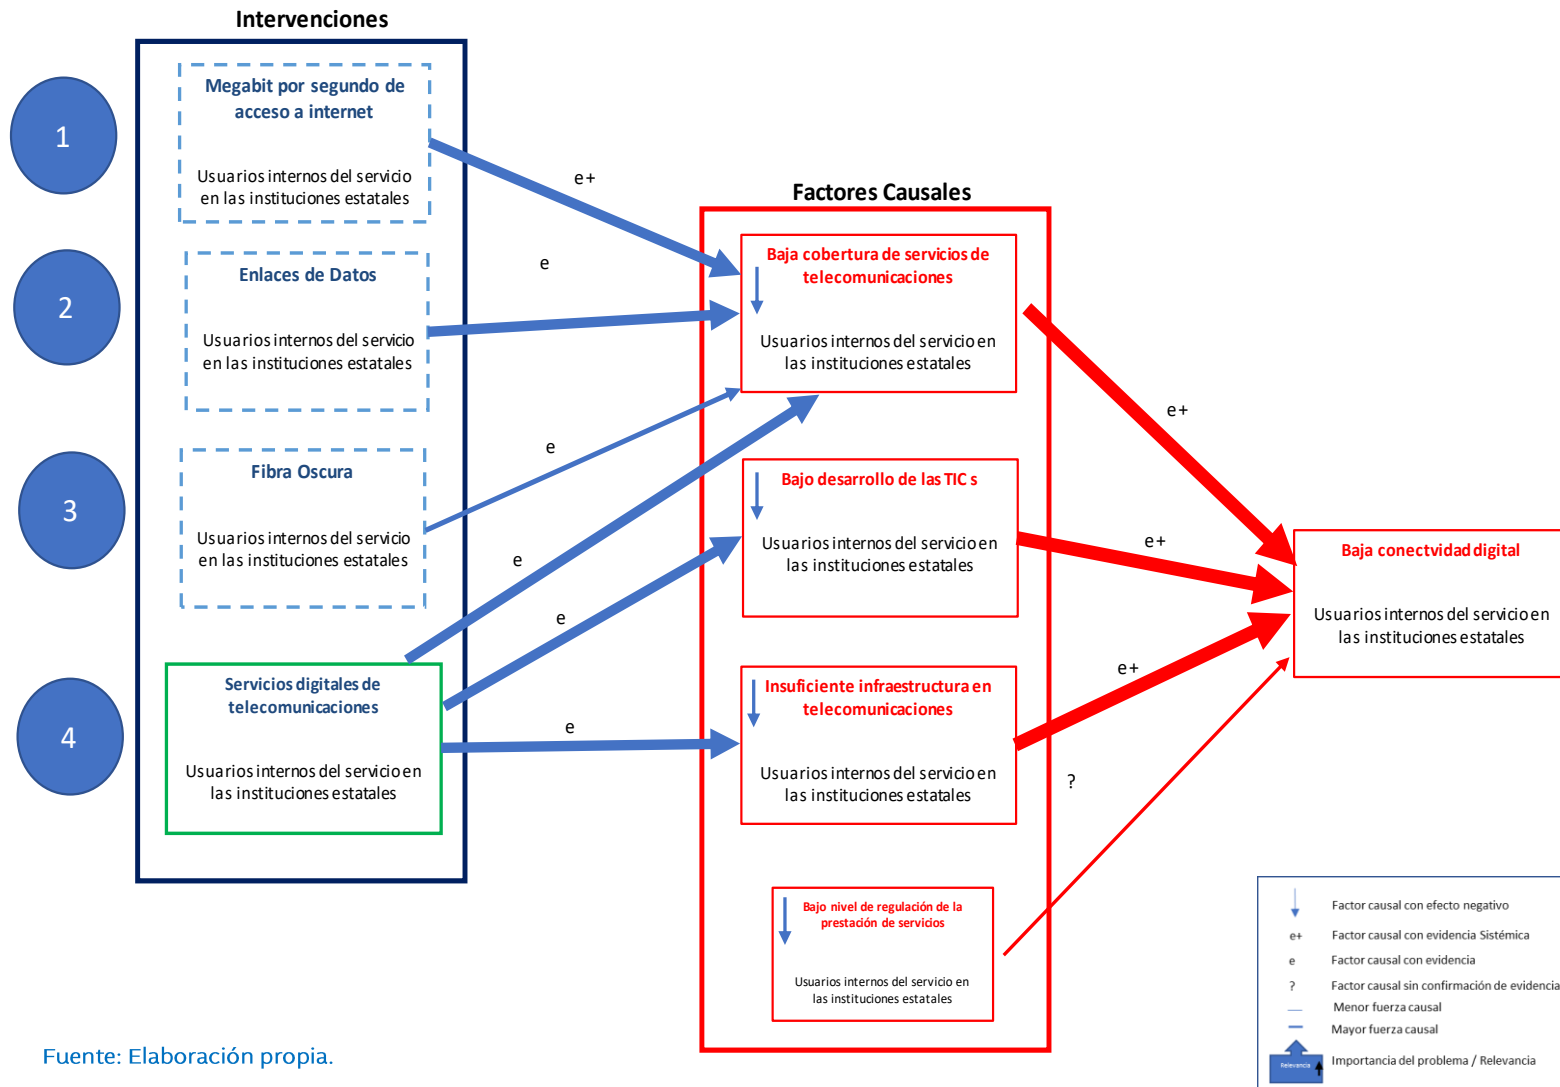 Intervenciones
1
Megabit por segundo de
acceso a internet
Usuarios internos del servicio
en las instituciones estatales
2
Enlaces de Datos
Usuarios internos del servicio
en las instituciones estatales
3
Fibra Oscura
Usuarios internos del servicio
en las instituciones estatales
4
Servicios digitales de
telecomunicaciones
Usuarios internos del servicio en
las instituciones estatales
e+
e
e
e
e
e
Factores Causales
Baja cobertura de servicios de
telecomunicaciones
Usuarios internos del servicio en
las instituciones estatales
Bajo desarrollo de las TIC s
Usuarios internos del servicio en
las instituciones estatales
Insuficiente infraestructura en
telecomunicaciones
Usuarios internos del servicio en
las instituciones estatales
Bajo nivel de regulación de la
prestación de servicios
Usuarios internos del servicio en
las instituciones estatales
e+
e+
e+
?
Baja conectvidad digital
Usuarios internos del servicio en
las instituciones estatales
Factor causal con efecto negativo
e+ Factor causal con evidencia Sistémica
e Factor causal con evidencia
? Factor causal sin confirmación de evidencia
Menor fuerza causal
Mayor fuerza causal
Relevancia Importancia del problema / Relevancia
Fuente: Elaboración propia.